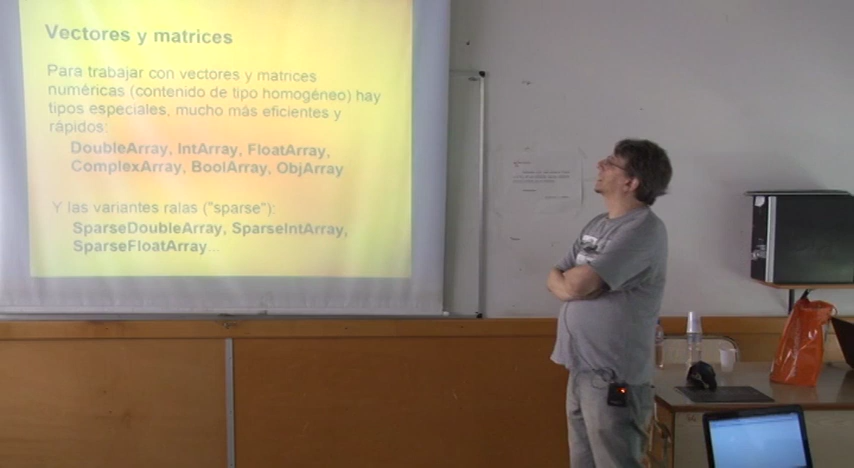 Vectores y matrices
Para trabajar con vectores y matrices
numéricas (contenido de tipo homogéneo) hay
tipos especiales, mucho más eficientes y
rápidos:
DoubleArray, IntArray, FloatArray,
ComplexArray, BoolArray, ObjArray
Y las variantes ralas ("sparse"):
SparseDoubleArray, SparseIntArray,
SparseFloatArray...